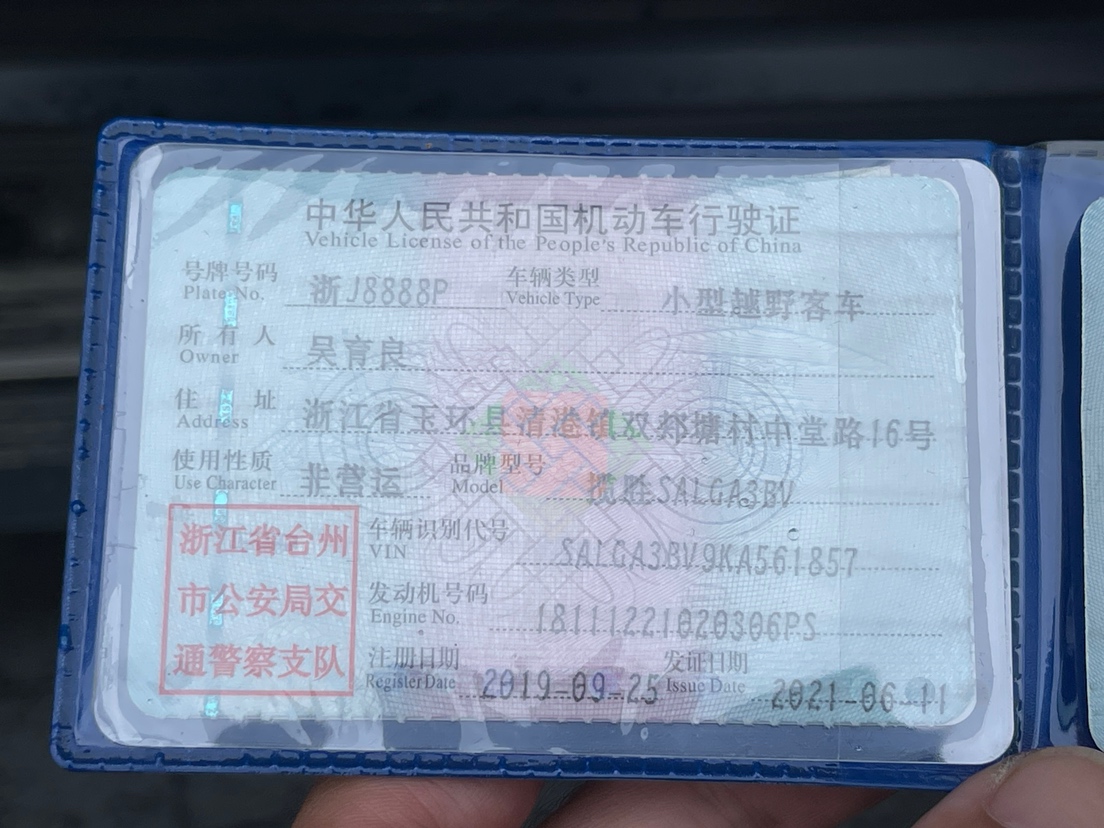 中华人民共和国机动车行驶证
Vehicle License of the People's Republic of China
号牌号码 浙J8888P 车辆类型 小型越野客车
Plate No. Vehicle Type
所有人 吴育良
Owner
住址 浙江省玉环县清港镇双郏塘村中堂路16号
Address
使用性质 非营运 品牌型号 揽胜SALGA3BV
Use Character Model
车辆识别代号 SALGA3BV9KA561857
VIN
发动机号码 18111221020306PS
Engine No.
注册日期 2019-09-25 发证日期 2021-06-11
Register Date Issue Date
浙江省台州
市公安局交
通警察支队